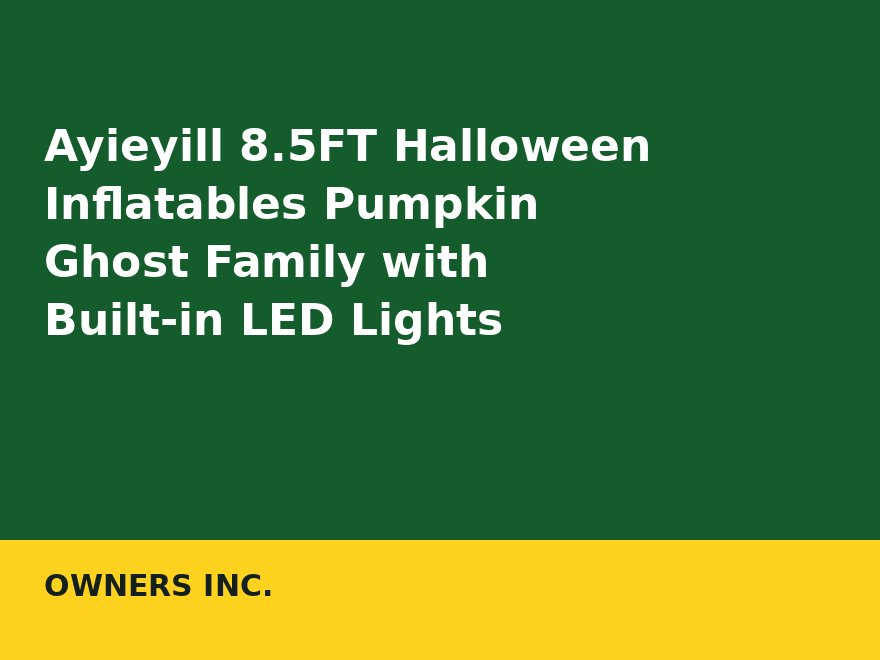 Ayieyill 8.5FT Halloween
Inflatables Pumpkin
Ghost Family with
Built-in LED Lights
OWNERS INC.